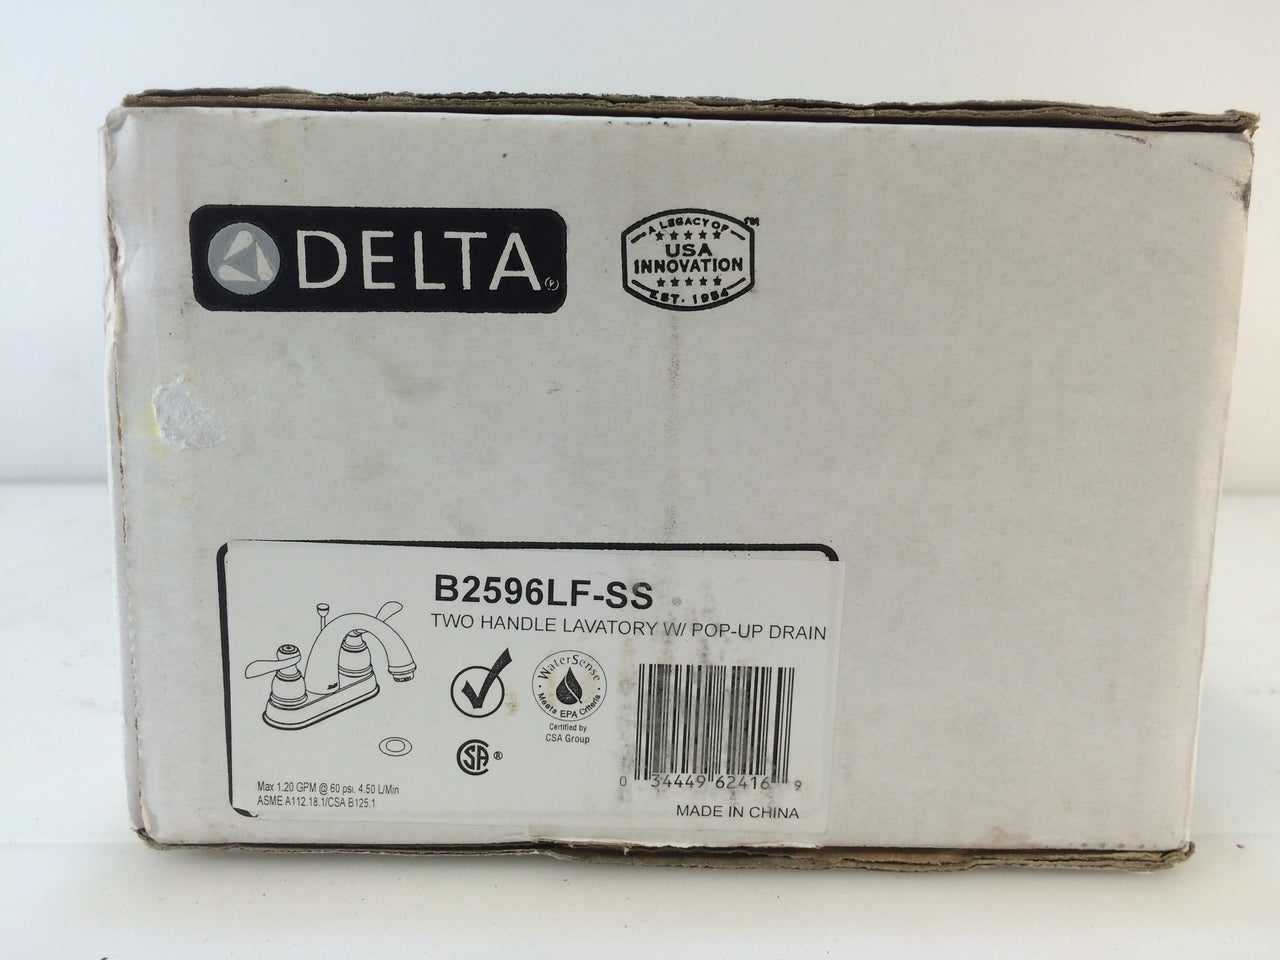 DELTA®
A LEGACY OF
USA
INNOVATION™
EST. 1954
B2596LF-SS
TWO HANDLE LAVATORY W/ POP-UP DRAIN
WaterSense
Meets EPA Criteria
Certified by
CSA Group
SA®
Max 1.20 GPM @ 60 psi, 4.50 L/Min
ASME A112.18.1/CSA B125.1
0 34449 62416 9
MADE IN CHINA